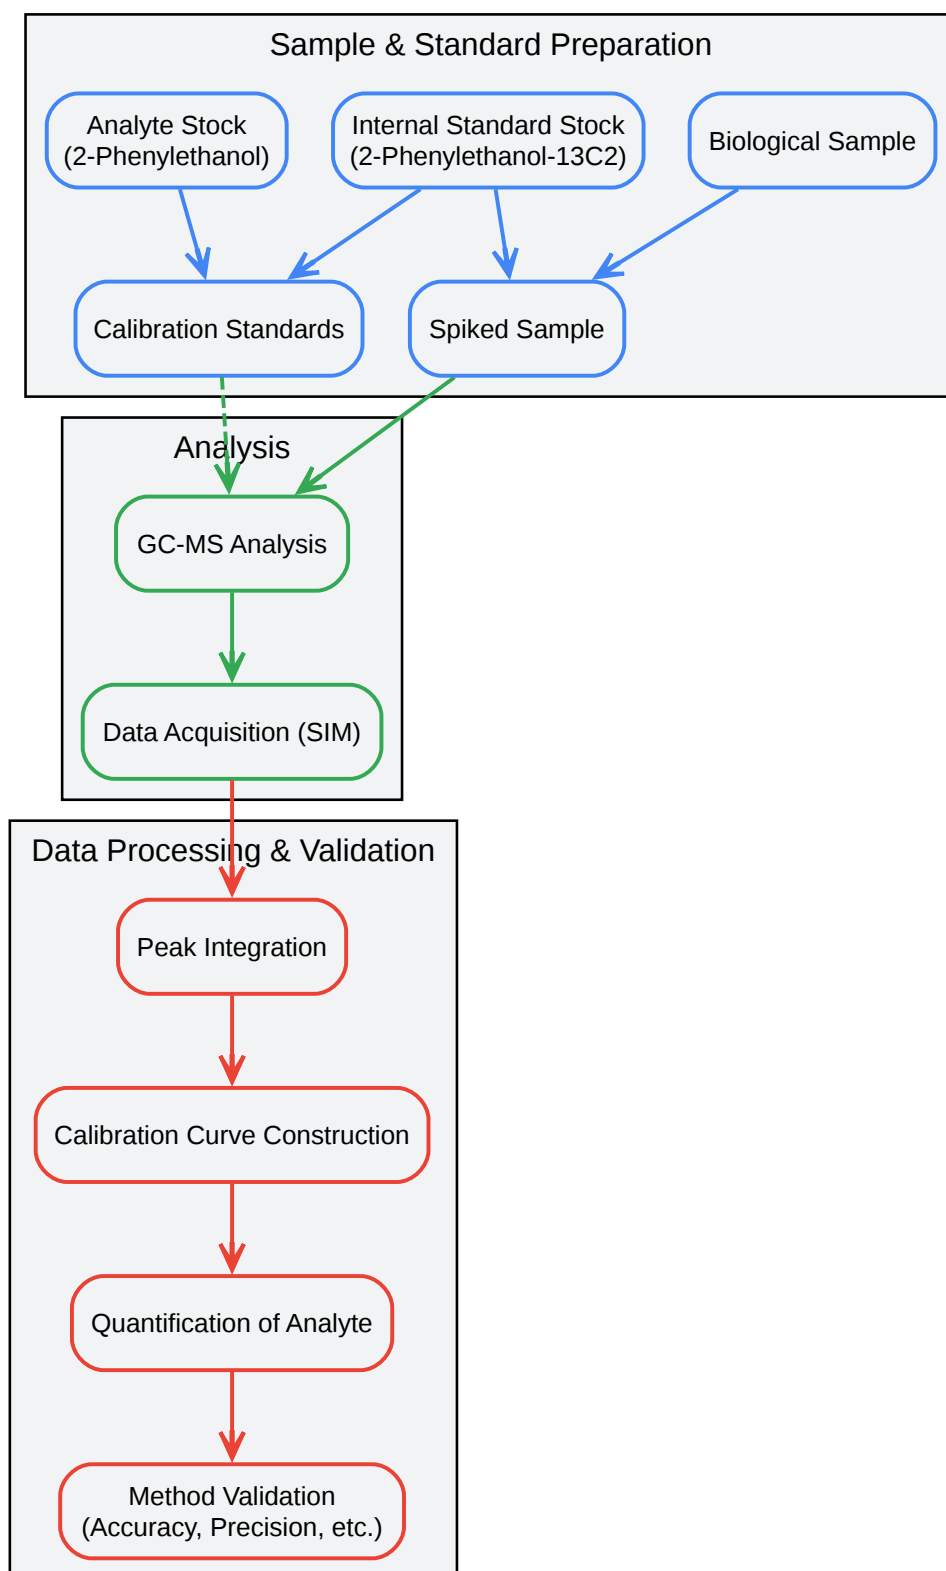 Sample & Standard Preparation
Analyte Stock
(2-Phenylethanol)
Internal Standard Stock
(2-Phenylethanol-13C2)
Biological Sample
Calibration Standards
Spiked Sample
Analysis
GC-MS Analysis
Data Acquisition (SIM)
Data Processing & Validation
Peak Integration
Calibration Curve Construction
Quantification of Analyte
Method Validation
(Accuracy, Precision, etc.)